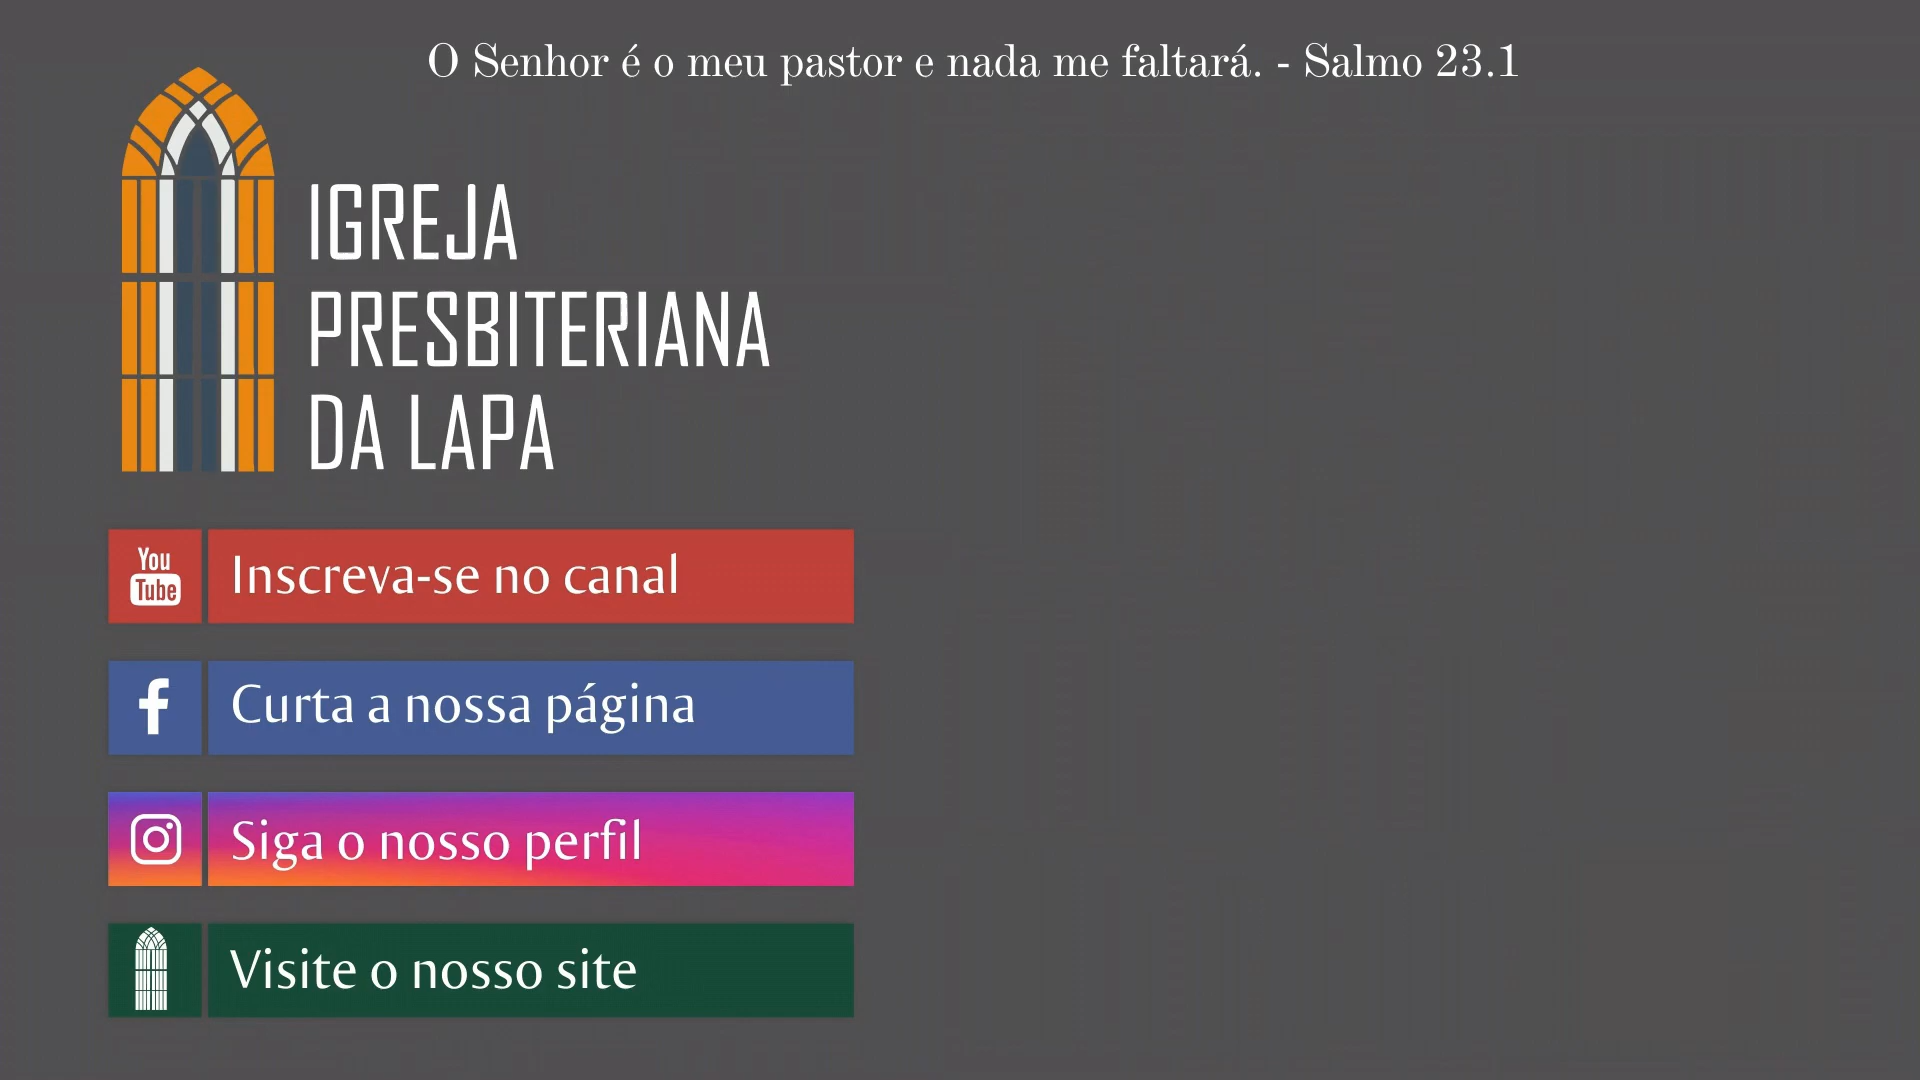 O Senhor é o meu pastor e nada me faltará. - Salmo 23.1
IGREJA
PRESBITERIANA
DA LAPA
You
Tube
Inscreva-se no canal
f
Curta a nossa página
Siga o nosso perfil
Visite o nosso site